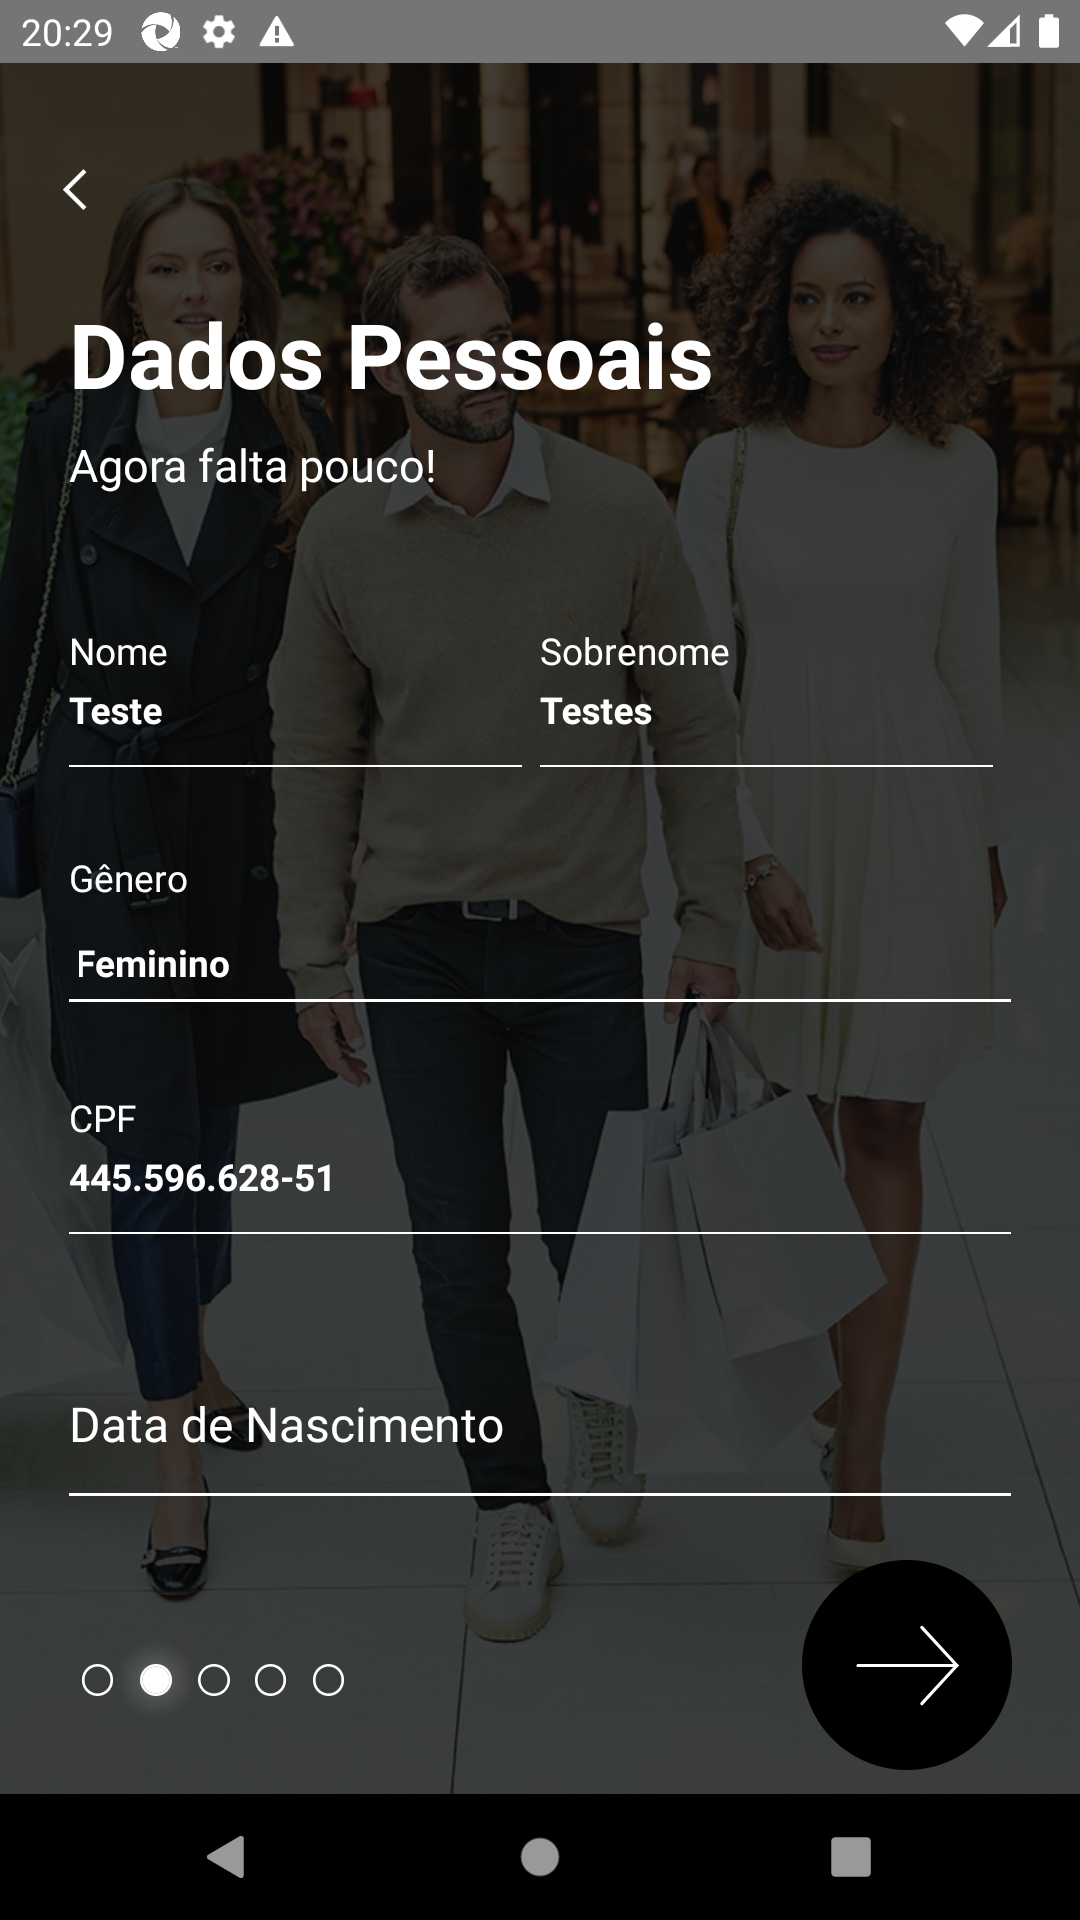 20:29
Dados Pessoais
Agora falta pouco!
Nome
Sobrenome
Teste
Testes
Gênero
Feminino
CPF
445.596.628-51
Data de Nascimento